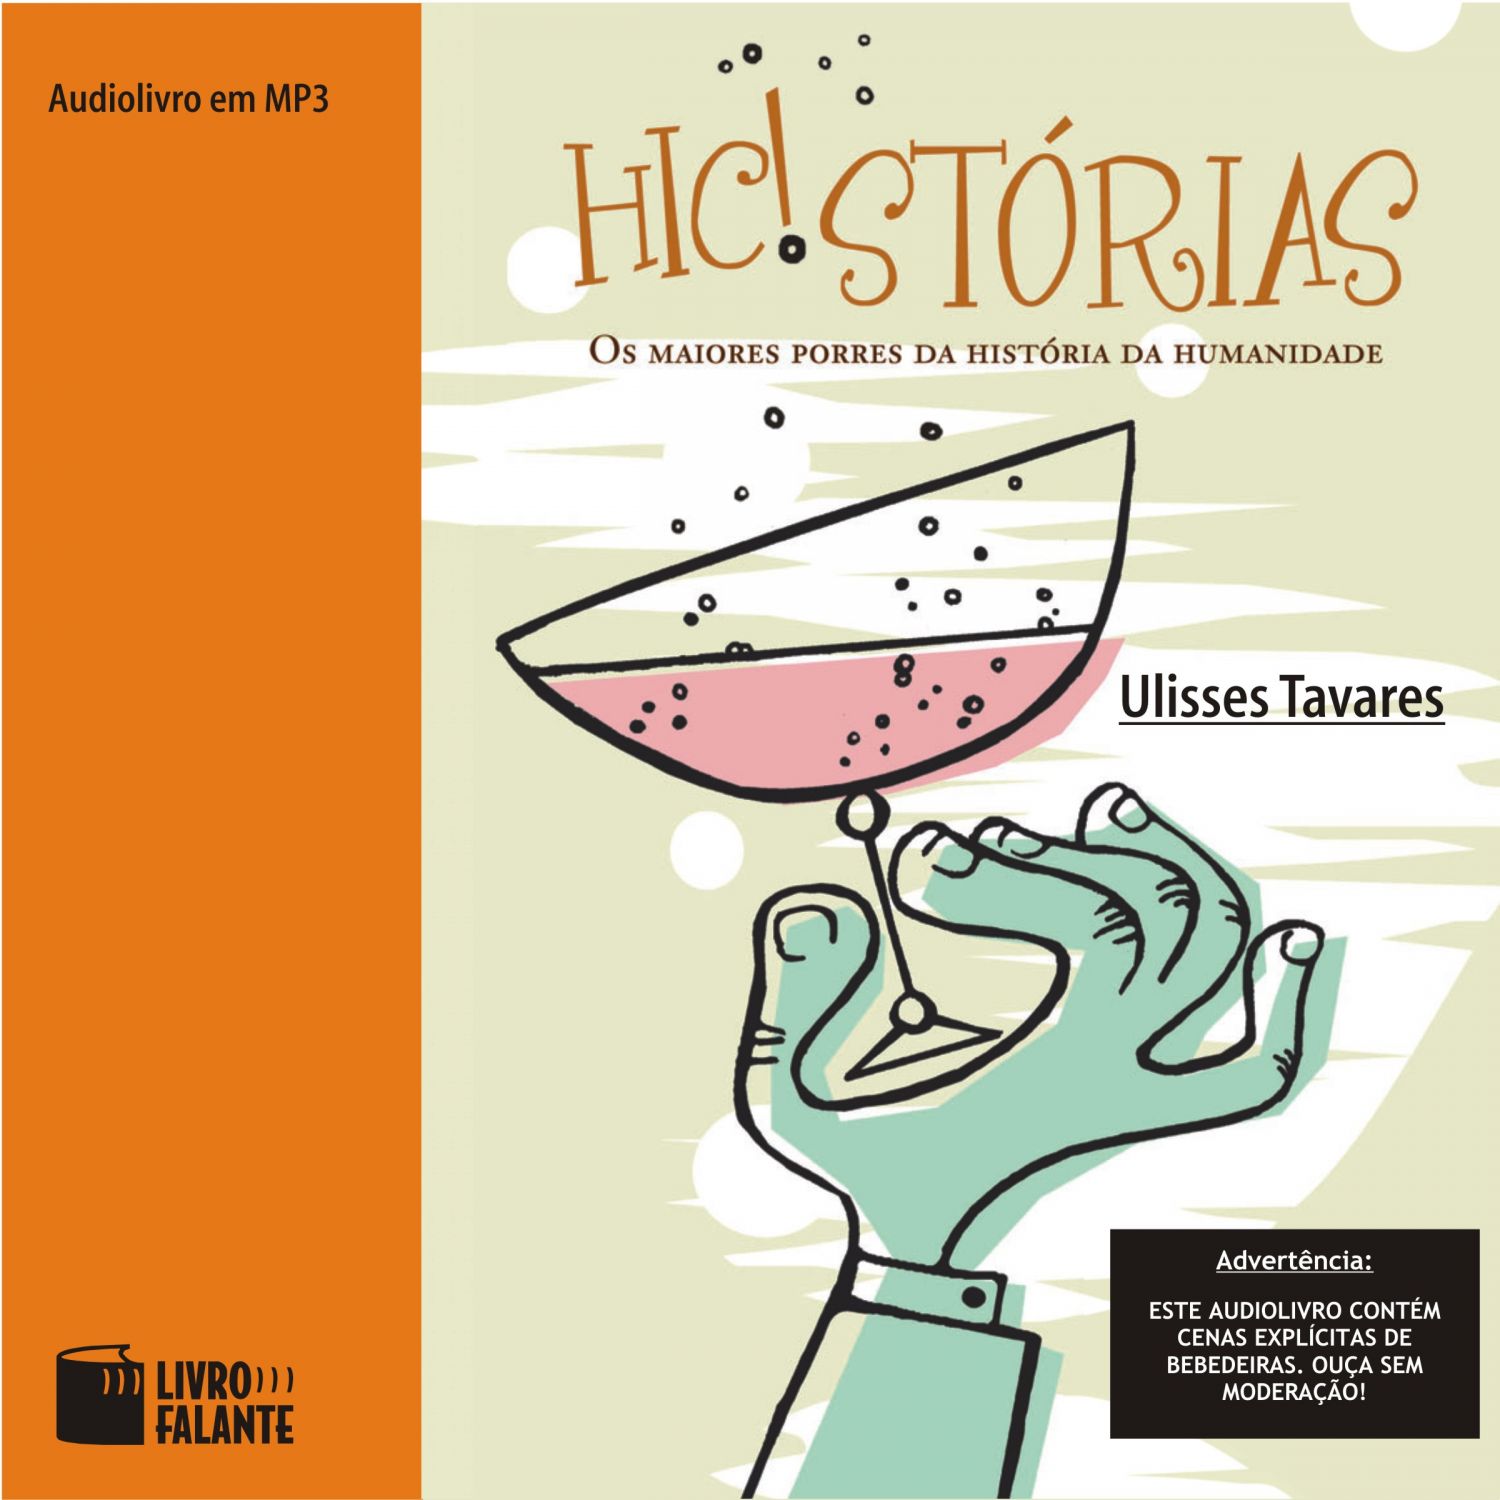 Audiolivro em MP3
HIC!STÓRIAS
OS MAIORES PORRES DA HISTÓRIA DA HUMANIDADE
Ulisses Tavares
Advertência:
ESTE AUDIOLIVRO CONTÉM
CENAS EXPLÍCITAS DE
BEBEDEIRAS. OUÇA SEM
MODERAÇÃO!
LIVRO
FALANTE